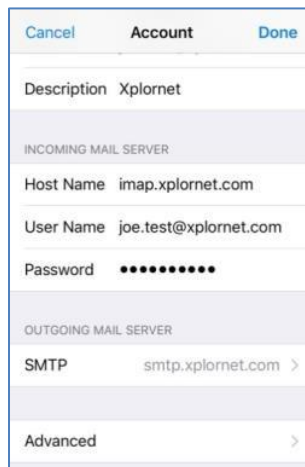 Cancel Account Done
Description Xplornet
INCOMING MAIL SERVER
Host Name imap.xplornet.com
User Name joe.test@xplornet.com
Password ••••••••••
OUTGOING MAIL SERVER
SMTP smtp.xplornet.com >
Advanced >